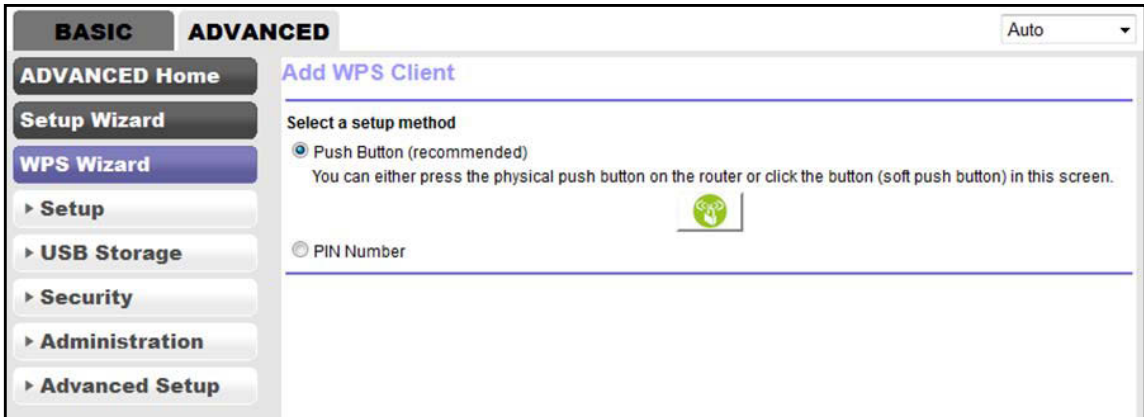 BASIC
ADVANCED
Auto
ADVANCED Home
Setup Wizard
WPS Wizard
Setup
USB Storage
Security
Administration
Advanced Setup
Add WPS Client
Select a setup method
Push Button (recommended)
You can either press the physical push button on the router or click the button (soft push button) in this screen.
PIN Number